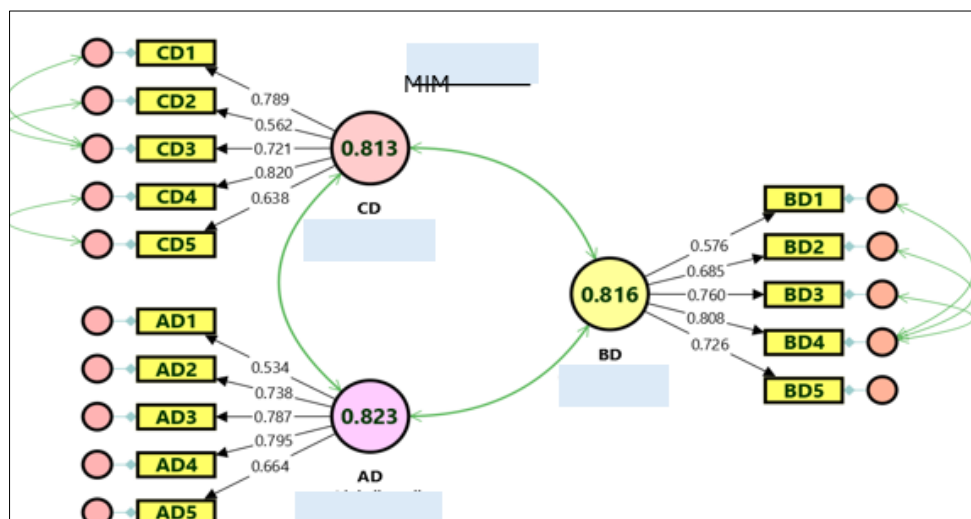 MIM
CD1
CD2
CD3
CD4
CD5
0.789
0.562
0.721
0.820
0.638
0.813
CD
AD1
AD2
AD3
AD4
AD5
0.534
0.738
0.787
0.795
0.664
0.823
AD
0.816
BD
0.576
0.685
0.760
0.808
0.726
BD1
BD2
BD3
BD4
BD5